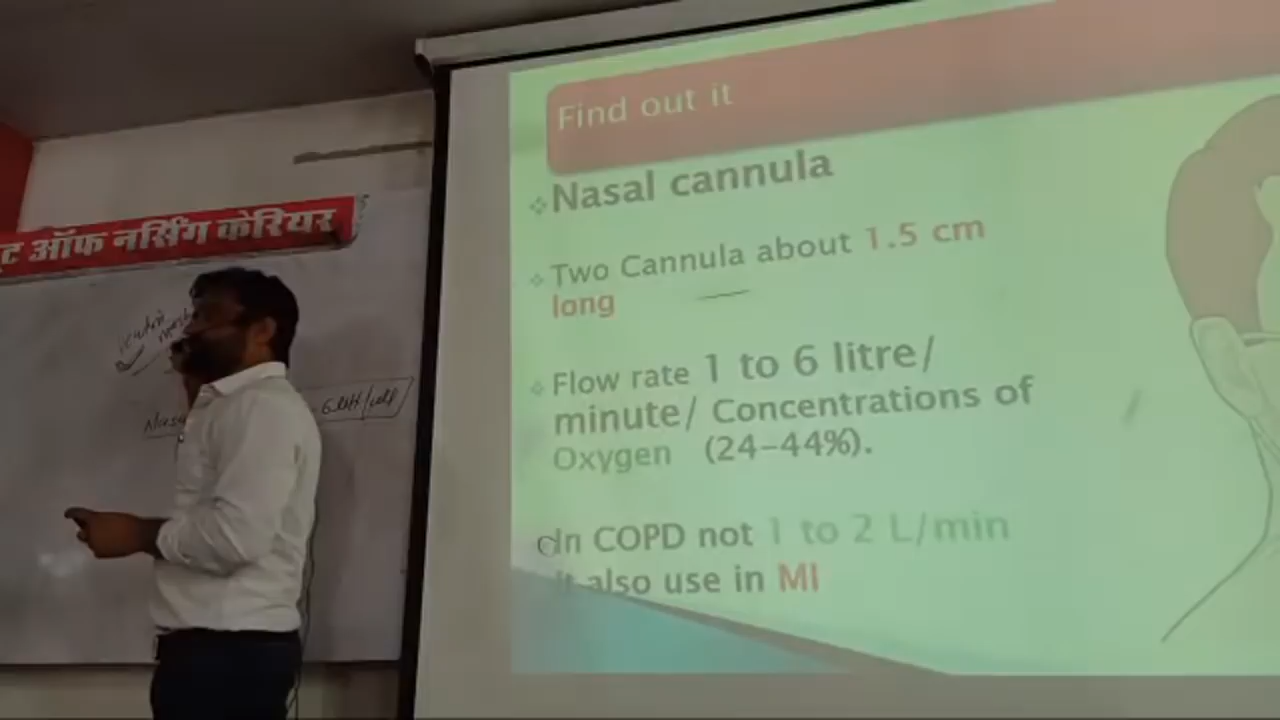 Find out it
Nasal cannula
Two Cannula about 1.5 cm
long
Flow rate 1 to 6 litre/
minute/ Concentrations of
Oxygen (24-44%).
In COPD not 1 to 2 L/min
It also use in MI
ऑफ नर्सिंग केरियर